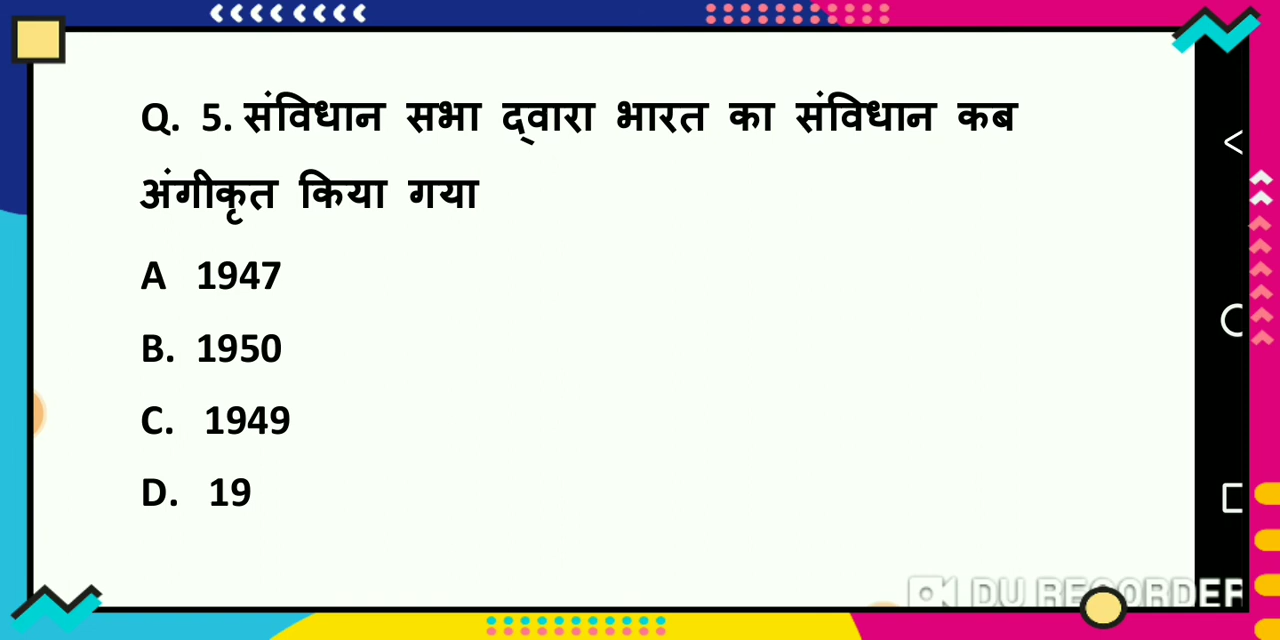 Q. 5. संविधान सभा द्वारा भारत का संविधान कब
अंगीकृत किया गया
A 1947
B. 1950
C. 1949
D. 19
DU RECORDER